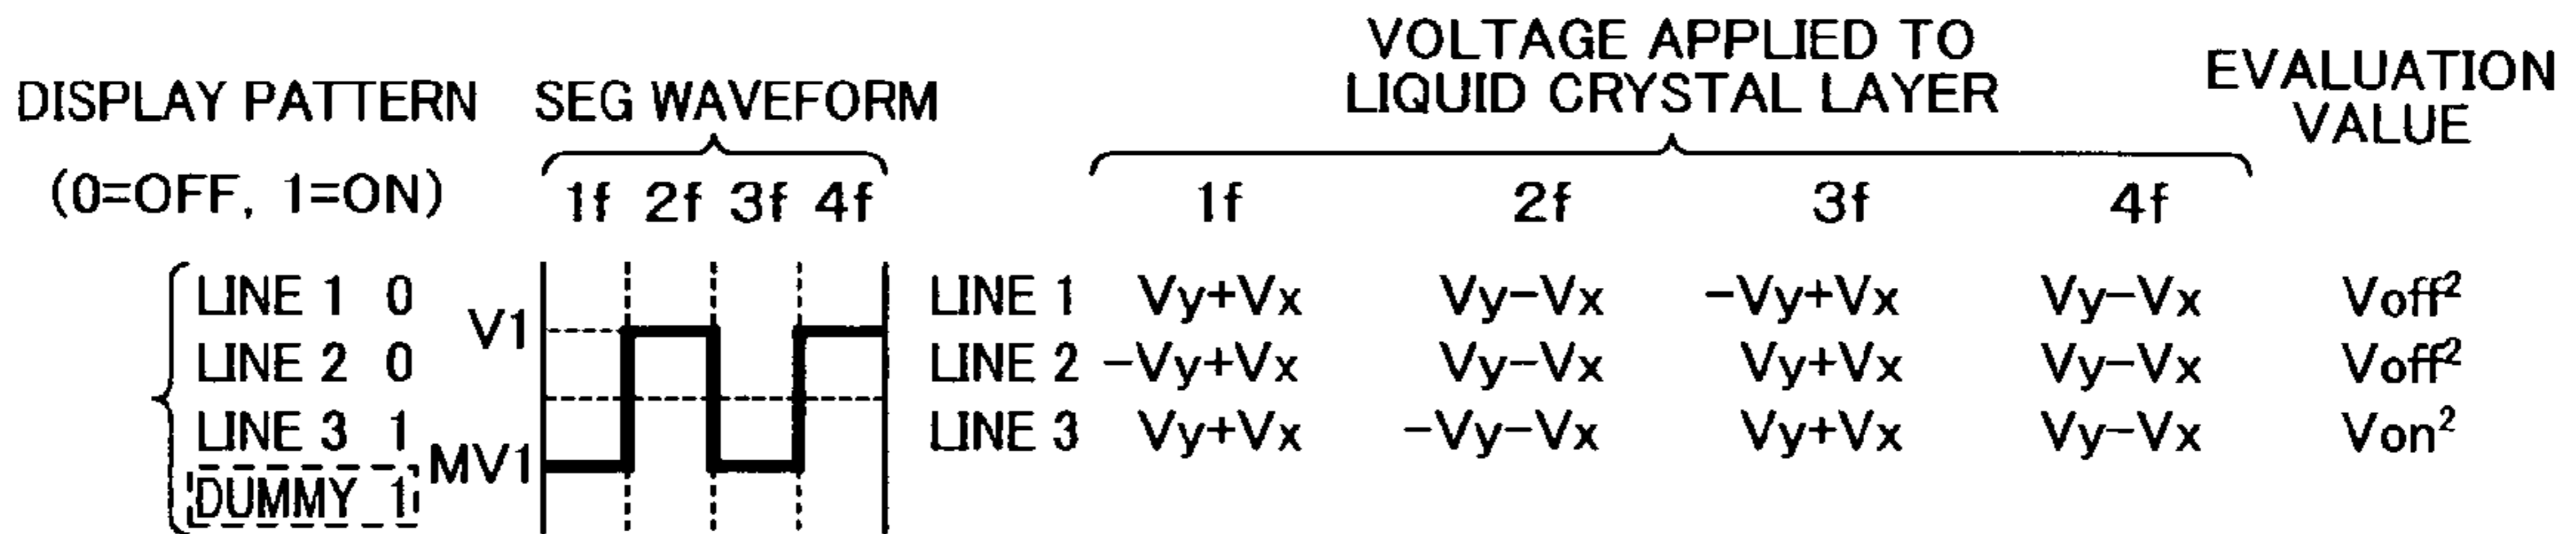 VOLTAGE APPLIED TO
LIQUID CRYSTAL LAYER
EVALUATION
VALUE
DISPLAY PATTERN
(0=OFF, 1=ON)
SEG WAVEFORM
1f 2f 3f 4f
1f 2f 3f 4f
LINE 1 0
LINE 2 0
LINE 3 1
DUMMY 1
V1
MV1
LINE 1 Vy+Vx Vy−Vx −Vy+Vx Vy−Vx Voff²
LINE 2 −Vy+Vx Vy−Vx Vy+Vx Vy−Vx Voff²
LINE 3 Vy+Vx −Vy−Vx Vy+Vx Vy−Vx Von²